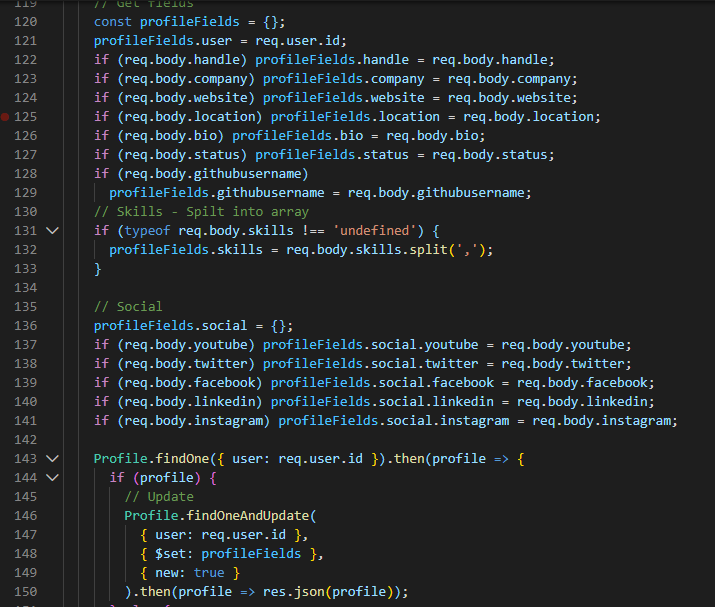 119 // Get fields
120 const profileFields = {};
121 profileFields.user = req.user.id;
122 if (req.body.handle) profileFields.handle = req.body.handle;
123 if (req.body.company) profileFields.company = req.body.company;
124 if (req.body.website) profileFields.website = req.body.website;
125 if (req.body.location) profileFields.location = req.body.location;
126 if (req.body.bio) profileFields.bio = req.body.bio;
127 if (req.body.status) profileFields.status = req.body.status;
128 if (req.body.githubusername)
129 profileFields.githubusername = req.body.githubusername;
130 // Skills - Spilt into array
131 if (typeof req.body.skills !== 'undefined') {
132 profileFields.skills = req.body.skills.split(',');
133 }
134
135 // Social
136 profileFields.social = {};
137 if (req.body.youtube) profileFields.social.youtube = req.body.youtube;
138 if (req.body.twitter) profileFields.social.twitter = req.body.twitter;
139 if (req.body.facebook) profileFields.social.facebook = req.body.facebook;
140 if (req.body.linkedin) profileFields.social.linkedin = req.body.linkedin;
141 if (req.body.instagram) profileFields.social.instagram = req.body.instagram;
142
143 Profile.findOne({ user: req.user.id }).then(profile => {
144 if (profile) {
145 // Update
146 Profile.findOneAndUpdate(
147 { user: req.user.id },
148 { $set: profileFields },
149 { new: true }
150 ).then(profile => res.json(profile));